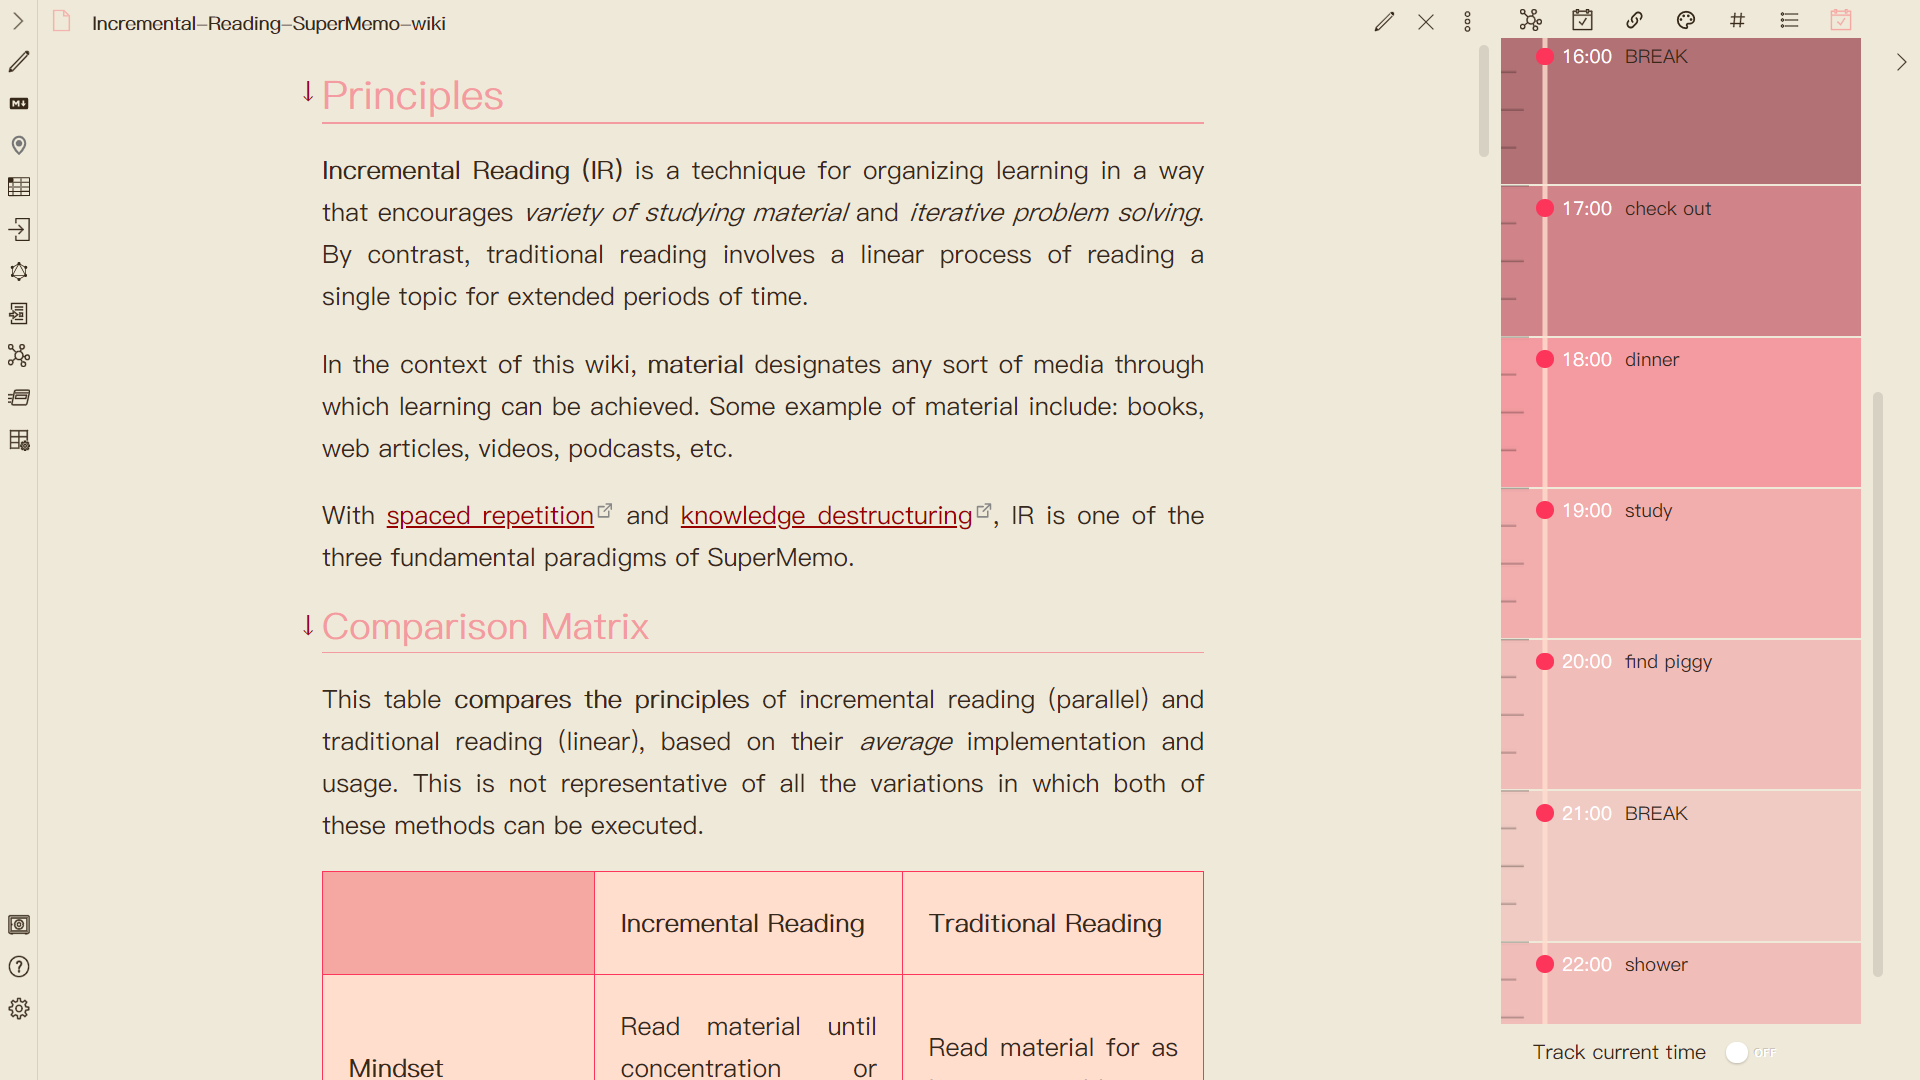 Incremental-Reading-SuperMemo-wiki
Principles
Incremental Reading (IR) is a technique for organizing learning in a way
that encourages variety of studying material and iterative problem solving.
By contrast, traditional reading involves a linear process of reading a
single topic for extended periods of time.
In the context of this wiki, material designates any sort of media through
which learning can be achieved. Some example of material include: books,
web articles, videos, podcasts, etc.
With spaced repetition and knowledge destructuring, IR is one of the
three fundamental paradigms of SuperMemo.
Comparison Matrix
This table compares the principles of incremental reading (parallel) and
traditional reading (linear), based on their average implementation and
usage. This is not representative of all the variations in which both of
these methods can be executed.
Incremental Reading
Traditional Reading
Mindset
Read material until
concentration or
Read material for as
16:00 BREAK
17:00 check out
18:00 dinner
19:00 study
20:00 find piggy
21:00 BREAK
22:00 shower
Track current time OFF